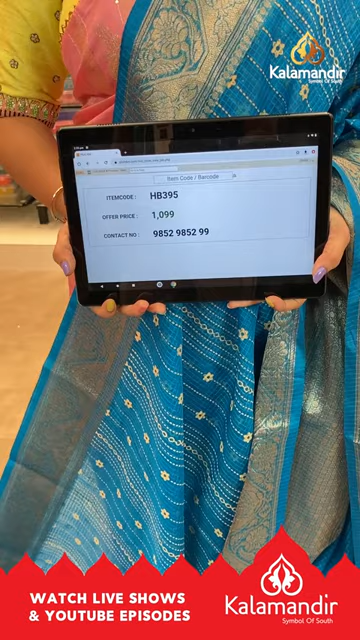 Kalamandir
Symbol Of South
Item Code / Barcode
ITEMCODE : HB395
OFFER PRICE : 1,099
CONTACT NO : 9852 9852 99
WATCH LIVE SHOWS
& YOUTUBE EPISODES
Kalamandir
Symbol Of South